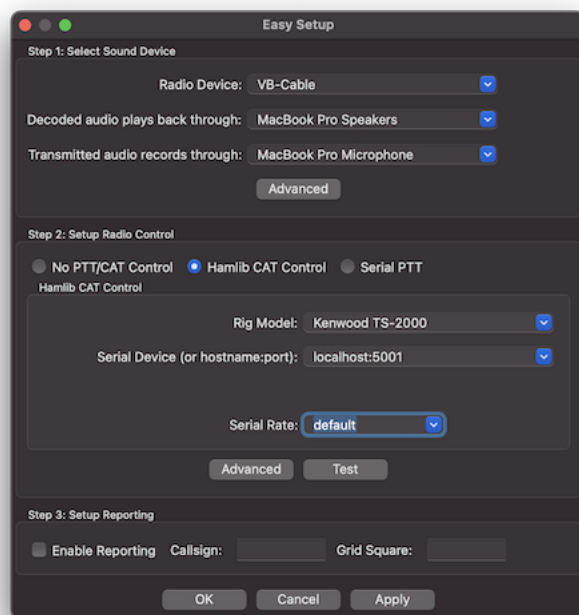 Easy Setup
Step 1: Select Sound Device
Radio Device: VB-Cable
Decoded audio plays back through: MacBook Pro Speakers
Transmitted audio records through: MacBook Pro Microphone
Advanced
Step 2: Setup Radio Control
No PTT/CAT Control Hamlib CAT Control Serial PTT
Hamlib CAT Control
Rig Model: Kenwood TS-2000
Serial Device (or hostname:port): localhost:5001
Serial Rate: default
Advanced Test
Step 3: Setup Reporting
Enable Reporting Callsign: Grid Square:
OK Cancel Apply